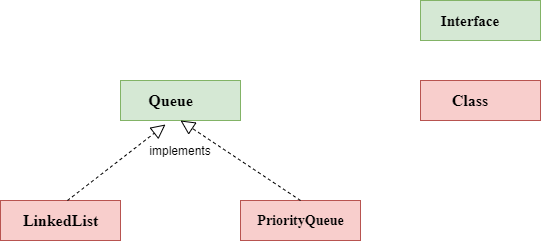 Interface
Queue
Class
implements
LinkedList
PriorityQueue